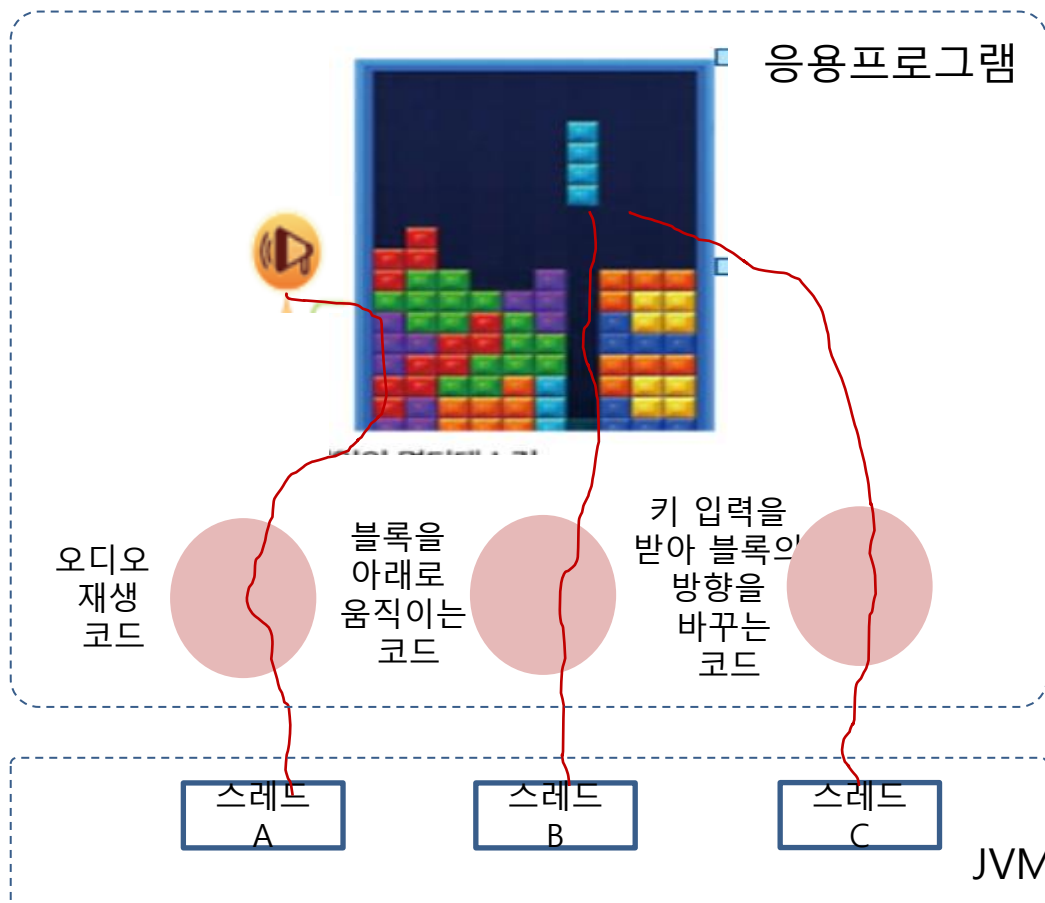 응용프로그램
오디오
재생
코드
블록을
아래로
움직이는
코드
키 입력을
받아 블록의
방향을
바꾸는
코드
스레드
A
스레드
B
스레드
C
JVM